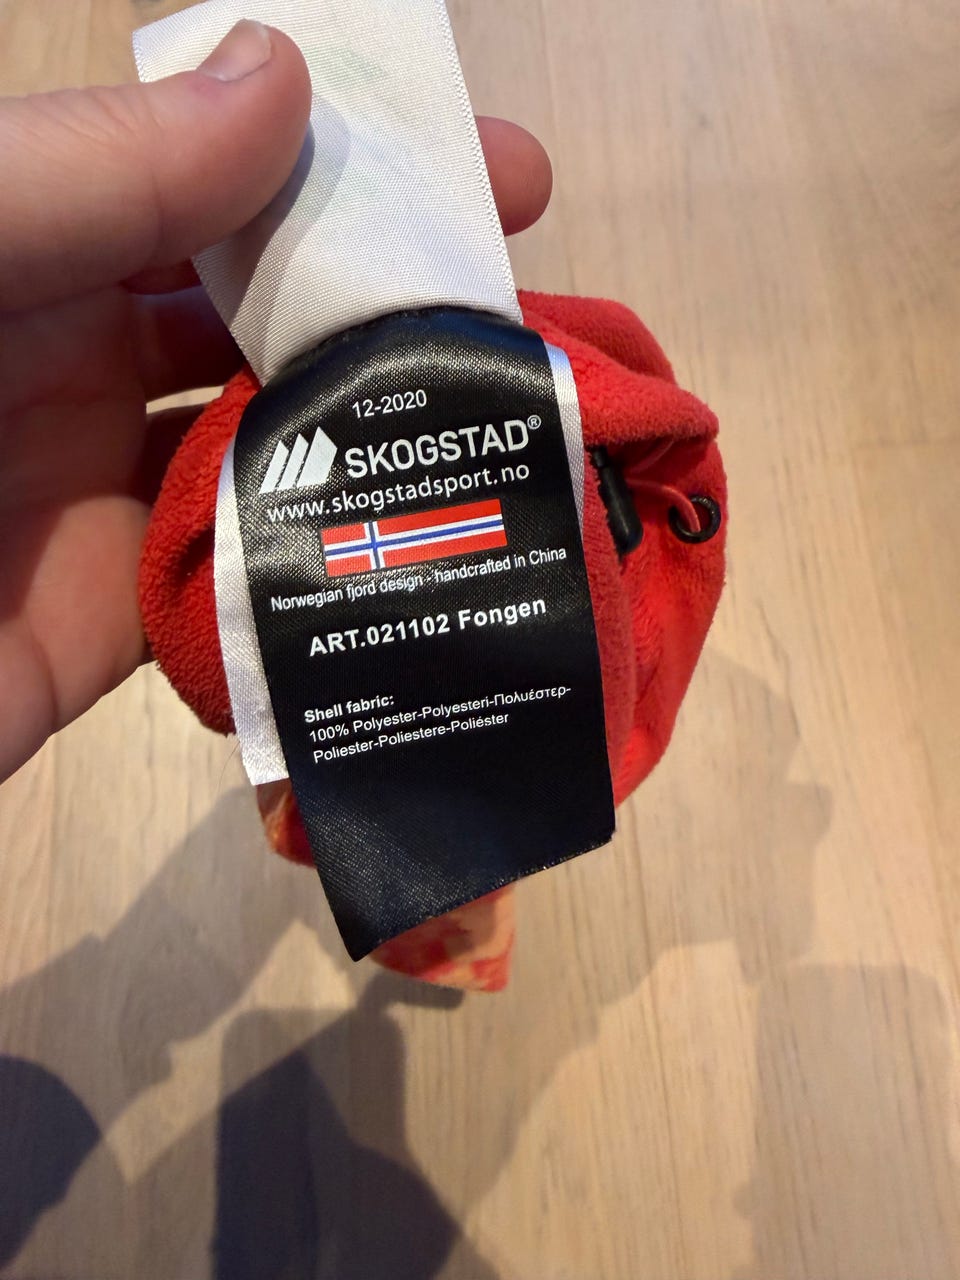 12-2020
SKOGSTAD®
www.skogstadsport.no
Norwegian fjord design - handcrafted in China
ART.021102 Fongen
Shell fabric:
100% Polyester-Polyesteri-Πολυέστερ-
Poliester-Poliestere-Poliéster